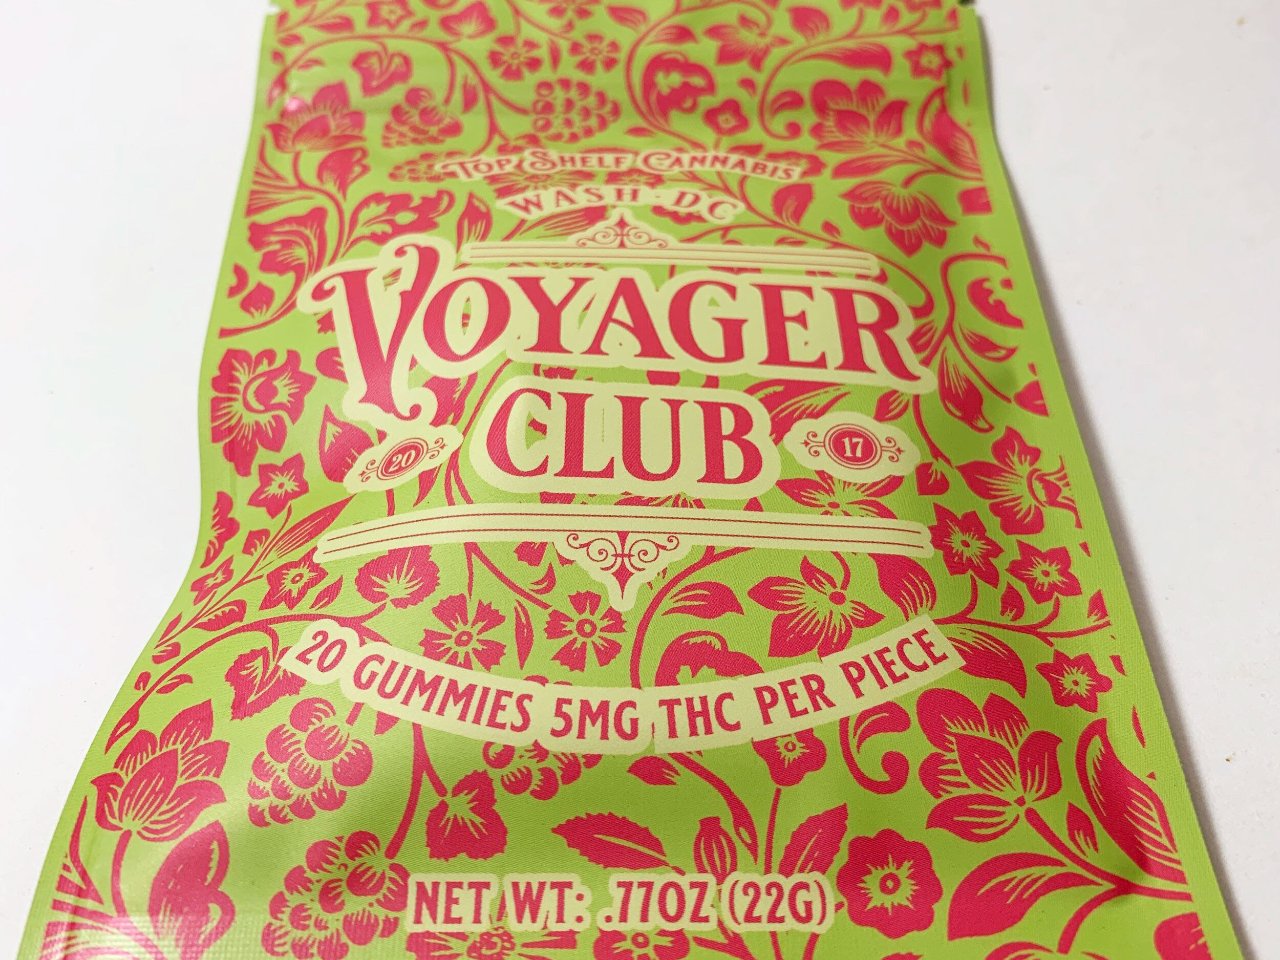 TOP SHELF CANNABIS
WASH · DC
VOYAGER
CLUB
20 17
20 GUMMIES 5MG THC PER PIECE
NET WT: .77OZ (22G)